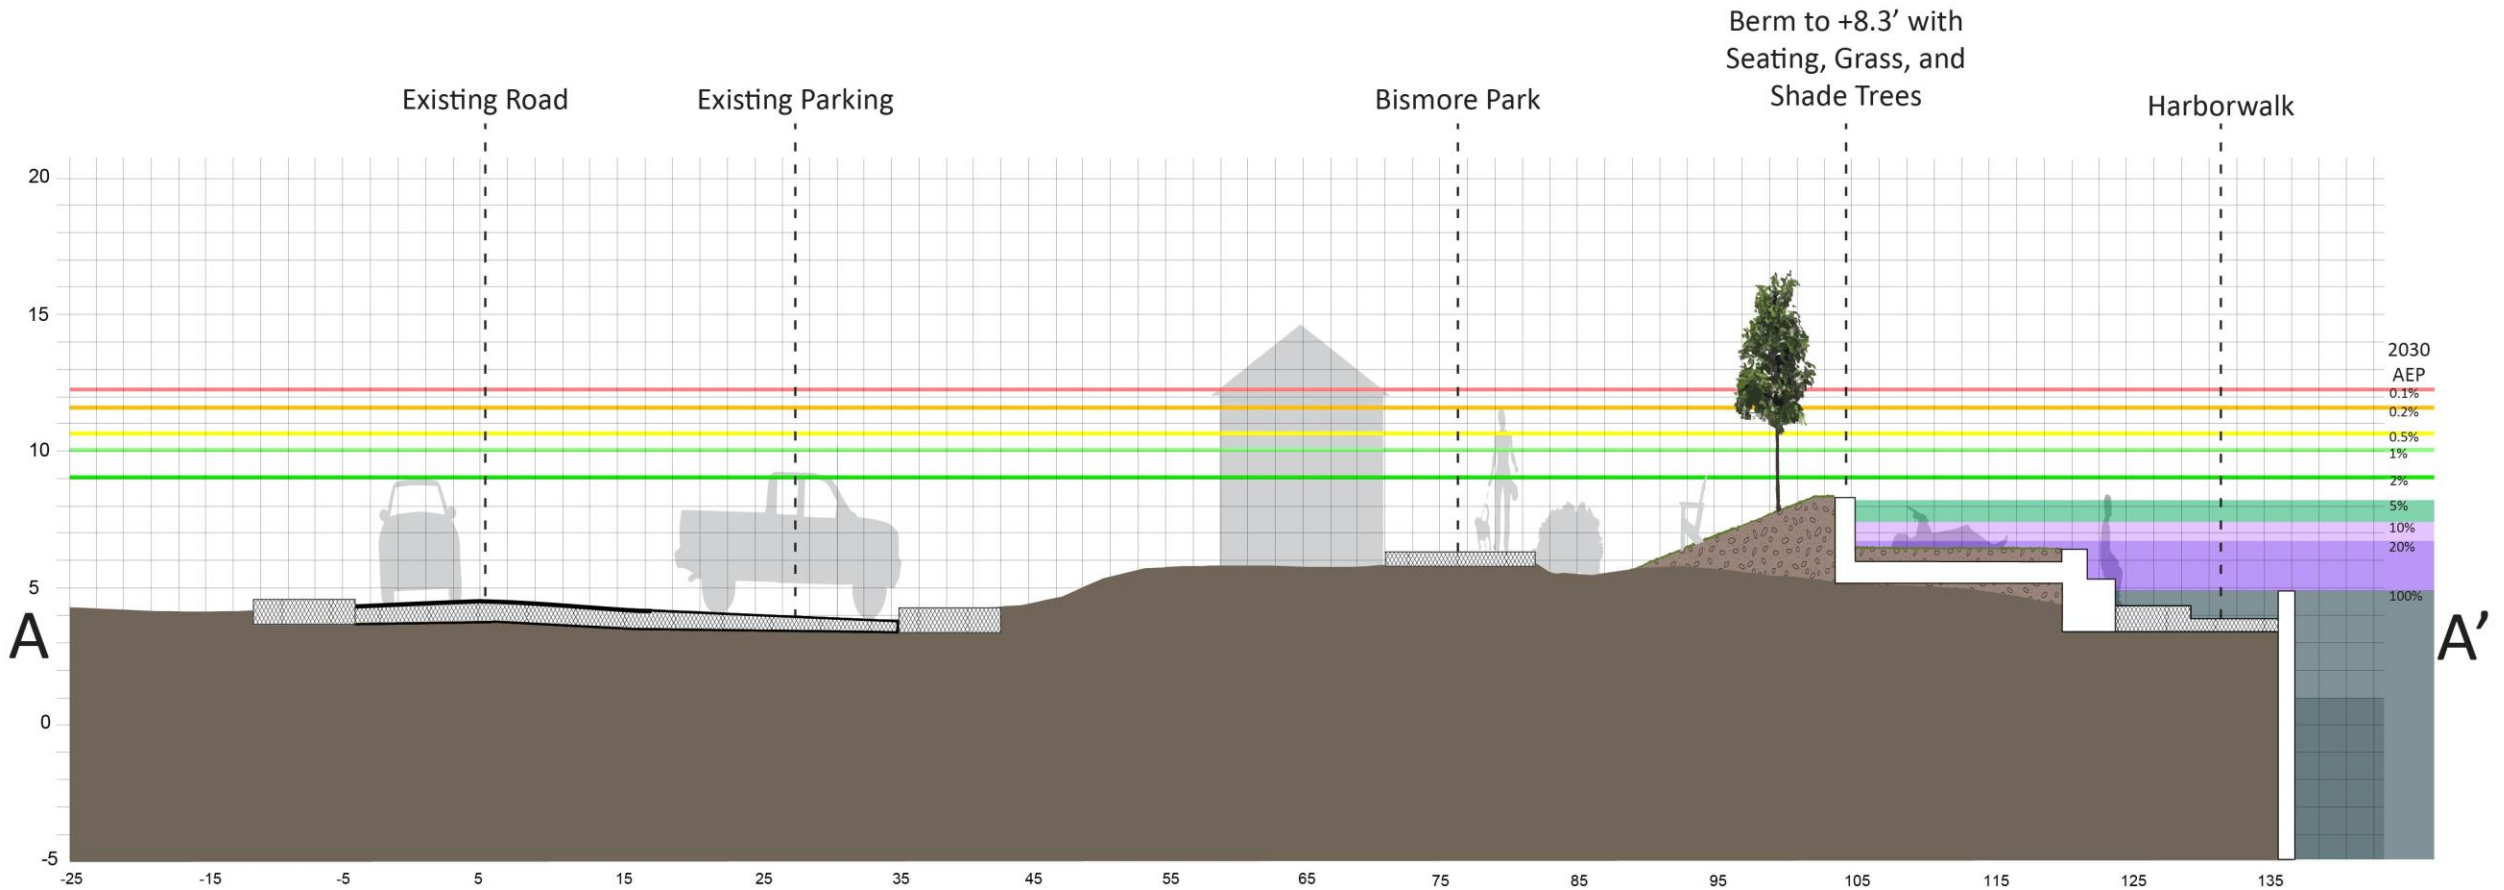 Berm to +8.3’ with
Seating, Grass, and
Shade Trees
Existing Road
Existing Parking
Bismore Park
Harborwalk
20
15
10
5
0
-5
2030
AEP
0.1%
0.2%
0.5%
1%
2%
5%
10%
20%
100%
A
A’
-25 -15 -5 5 15 25 35 45 55 65 75 85 95 105 115 125 135